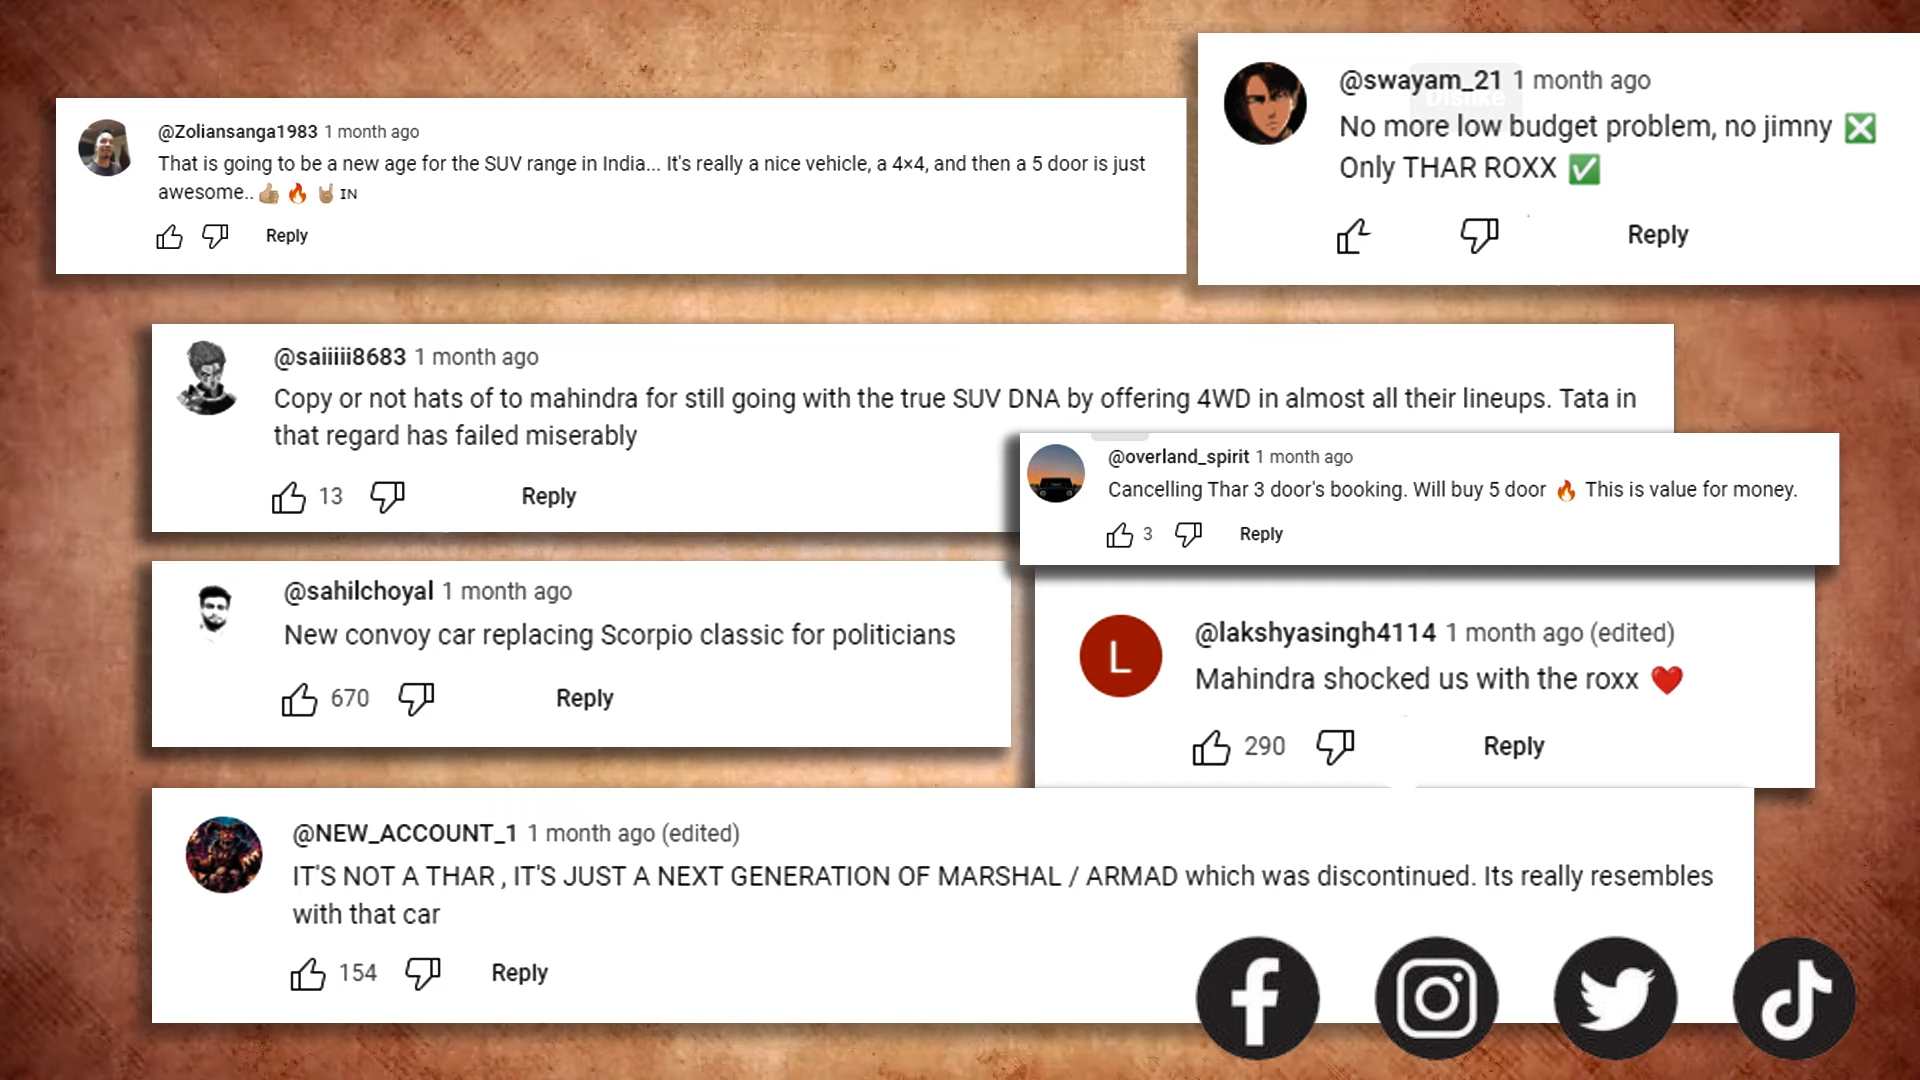 @Zoliansanga1983 1 month ago
That is going to be a new age for the SUV range in India... It's really a nice vehicle, a 4×4, and then a 5 door is just
awesome.. 👍🏽 🔥 🤘🏽 IN
Reply
@swayam_21 1 month ago
Dislike
No more low budget problem, no jimny ❎
Only THAR ROXX ✅
Reply
@saiiiii8683 1 month ago
Copy or not hats of to mahindra for still going with the true SUV DNA by offering 4WD in almost all their lineups. Tata in
that regard has failed miserably
13 Reply
@overland_spirit 1 month ago
Cancelling Thar 3 door's booking. Will buy 5 door 🔥 This is value for money.
3 Reply
@sahilchoyal 1 month ago
New convoy car replacing Scorpio classic for politicians
670 Reply
L
@lakshyasingh4114 1 month ago (edited)
Mahindra shocked us with the roxx ❤️
290 Reply
@NEW_ACCOUNT_1 1 month ago (edited)
IT'S NOT A THAR , IT'S JUST A NEXT GENERATION OF MARSHAL / ARMAD which was discontinued. Its really resembles
with that car
154 Reply